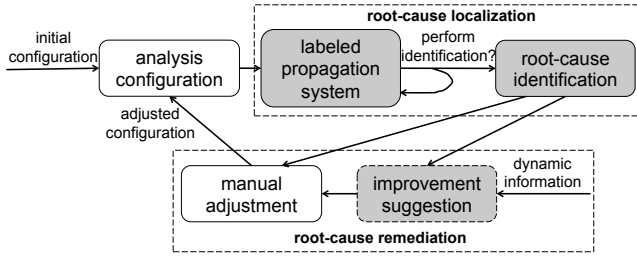 root-cause localization
initial
configuration
analysis
configuration
labeled
propagation
system
perform
identification?
root-cause
identification
adjusted
configuration
manual
adjustment
improvement
suggestion
dynamic
information
root-cause remediation